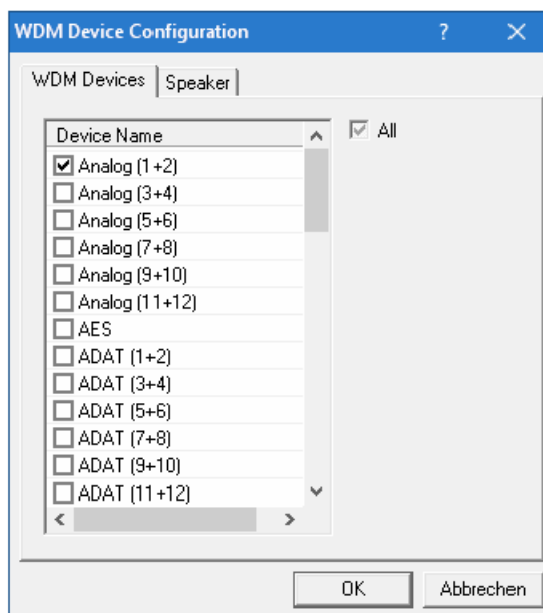 WDM Device Configuration ?
WDM Devices Speaker
Device Name
All
Analog (1+2)
Analog (3+4)
Analog (5+6)
Analog (7+8)
Analog (9+10)
Analog (11+12)
AES
ADAT (1+2)
ADAT (3+4)
ADAT (5+6)
ADAT (7+8)
ADAT (9+10)
ADAT (11+12)
OK Abbrechen